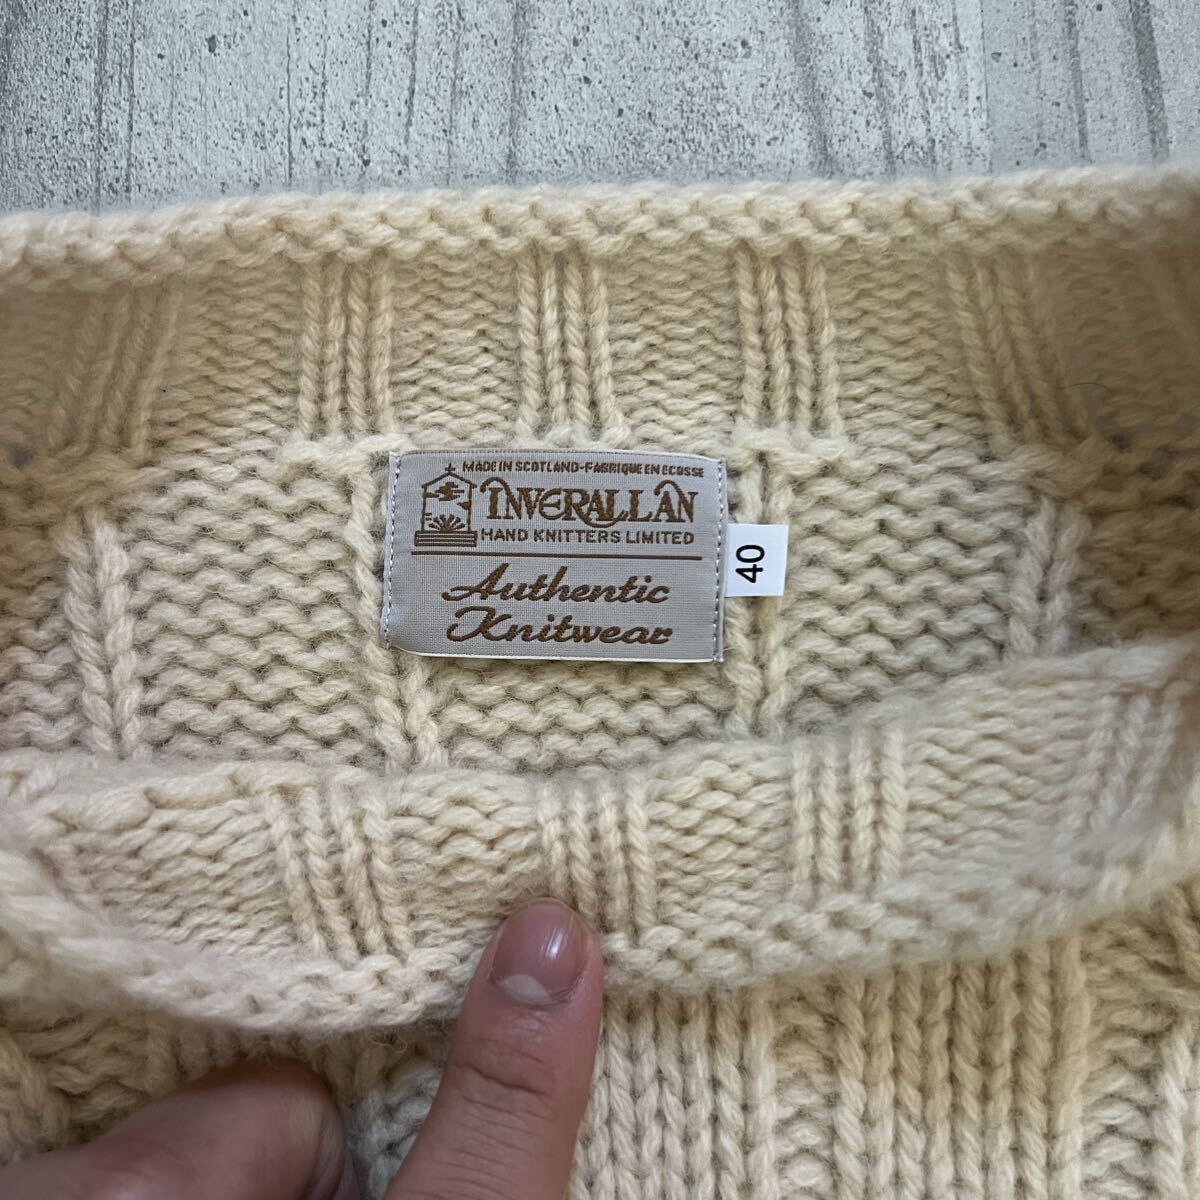 MADE IN SCOTLAND-FABRIQUE EN ECOSSE
INVERALLAN
HAND KNITTERS LIMITED
Authentic
Knitwear
40